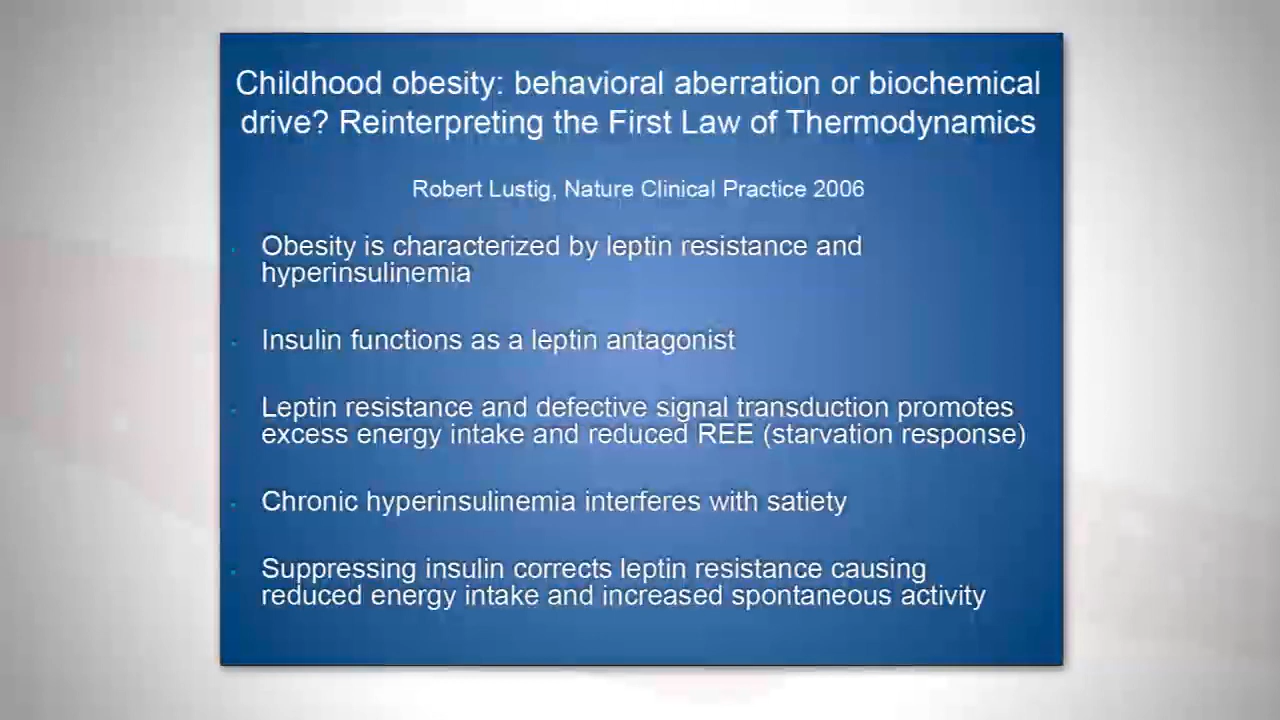 Childhood obesity: behavioral aberration or biochemical
drive? Reinterpreting the First Law of Thermodynamics
Robert Lustig, Nature Clinical Practice 2006
Obesity is characterized by leptin resistance and
hyperinsulinemia
Insulin functions as a leptin antagonist
Leptin resistance and defective signal transduction promotes
excess energy intake and reduced REE (starvation response)
Chronic hyperinsulinemia interferes with satiety
Suppressing insulin corrects leptin resistance causing
reduced energy intake and increased spontaneous activity